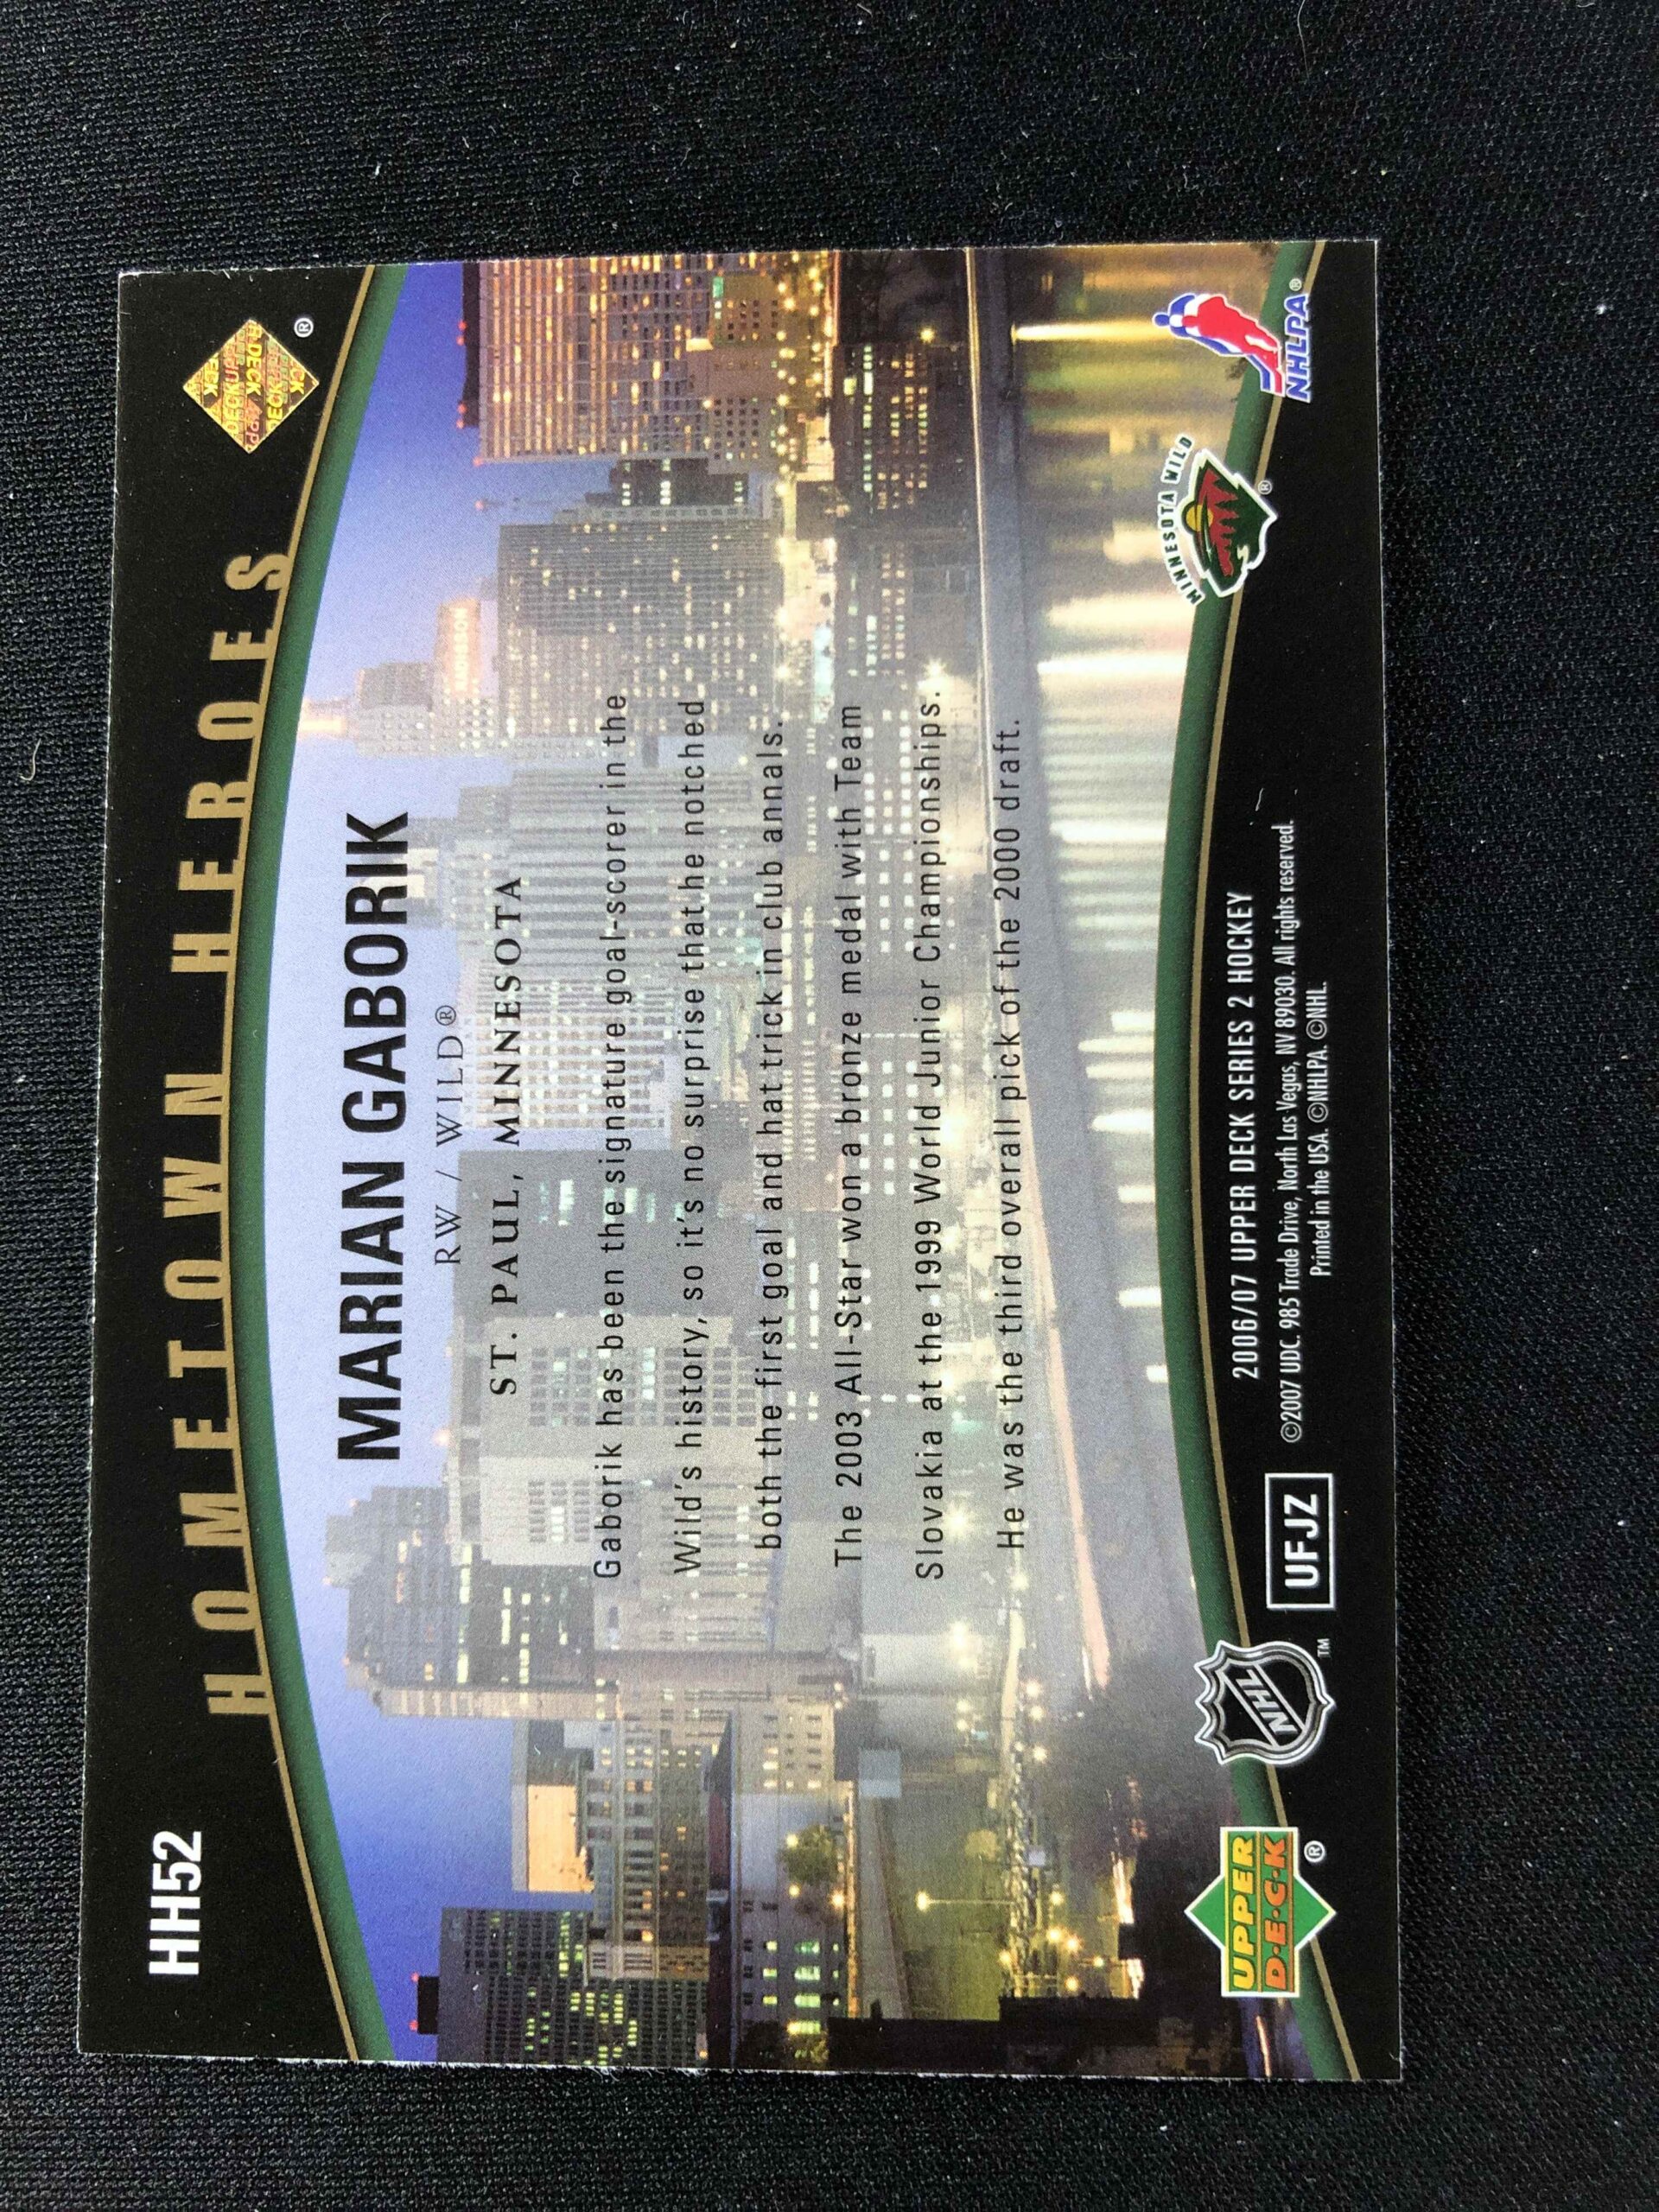 HH52
HOMETOWN HEROES
®
MARIAN GABORIK
RW / WILD®
ST. PAUL, MINNESOTA
Gaborik has been the signature goal-scorer in the
Wild's history, so it's no surprise that he notched
both the first goal and hat trick in club annals.
The 2003 All-Star won a bronze medal with Team
Slovakia at the 1999 World Junior Championships.
He was the third overall pick of the 2000 draft.
UPPER
D·E·C·K
®
NHL
TM
UFJZ
2006/07 UPPER DECK SERIES 2 HOCKEY
©2007 UDC. 985 Trade Drive, North Las Vegas, NV 89030. All rights reserved.
Printed in the USA. ©NHLPA. ©NHL.
MINNESOTA WILD
®
NHLPA®